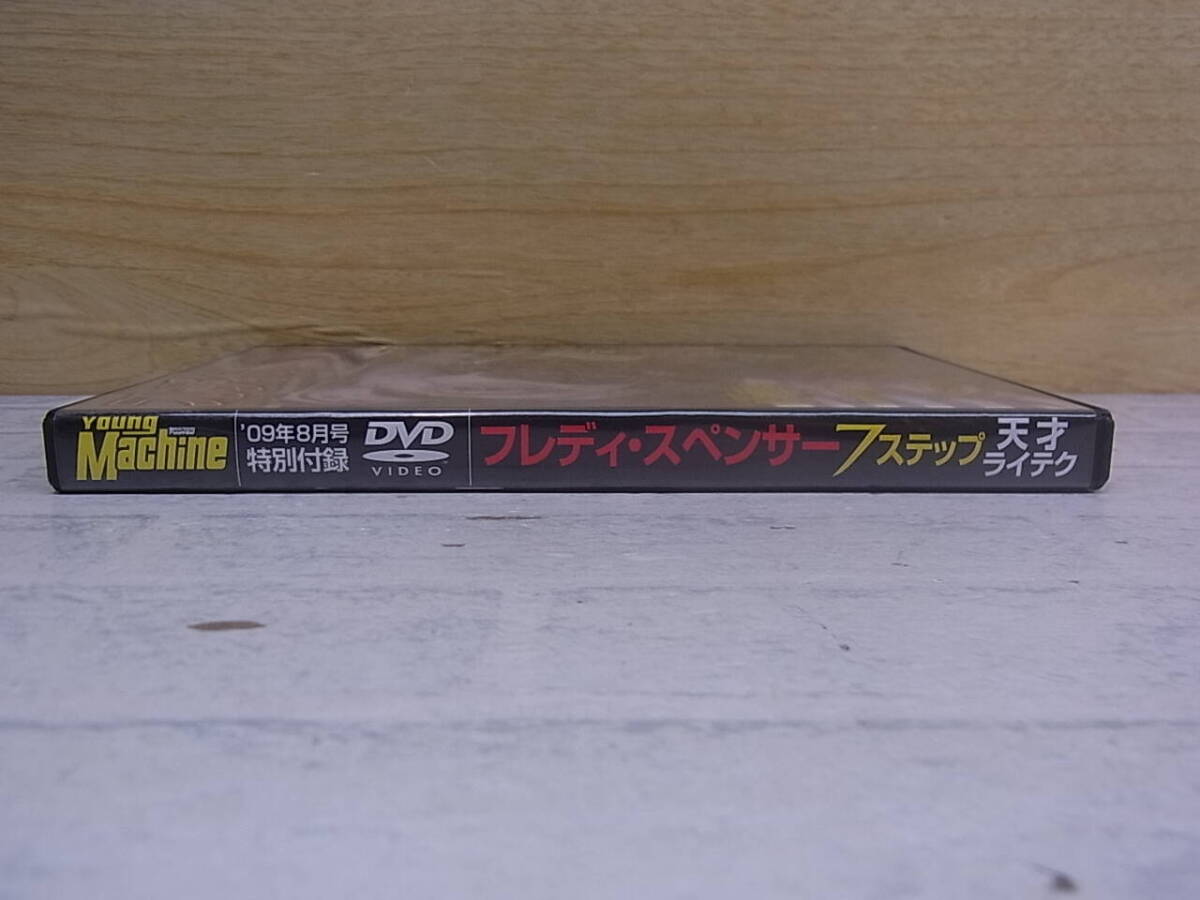 Young
Machine
'09年8月号
特別付録
DVD
VIDEO
フレディ・スペンサー7ステップ
天才
ライテク